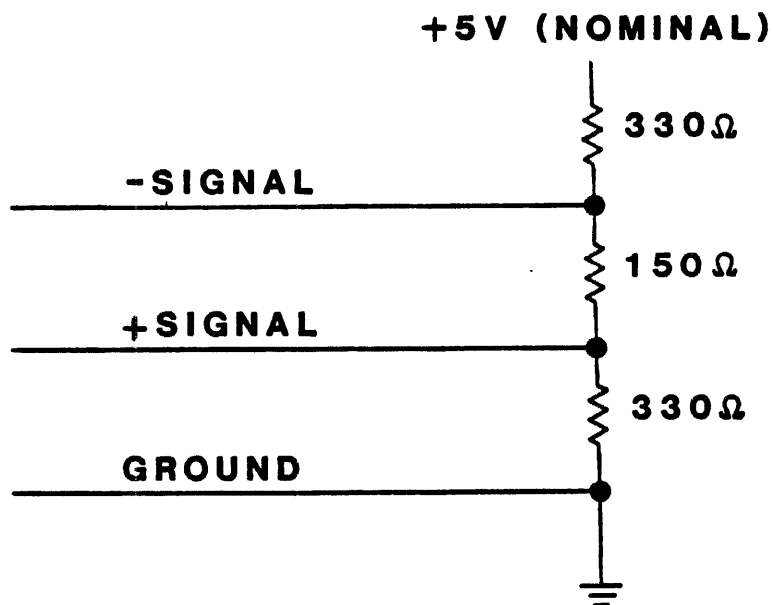 +5V (NOMINAL)
330Ω
-SIGNAL
150Ω
+SIGNAL
330Ω
GROUND